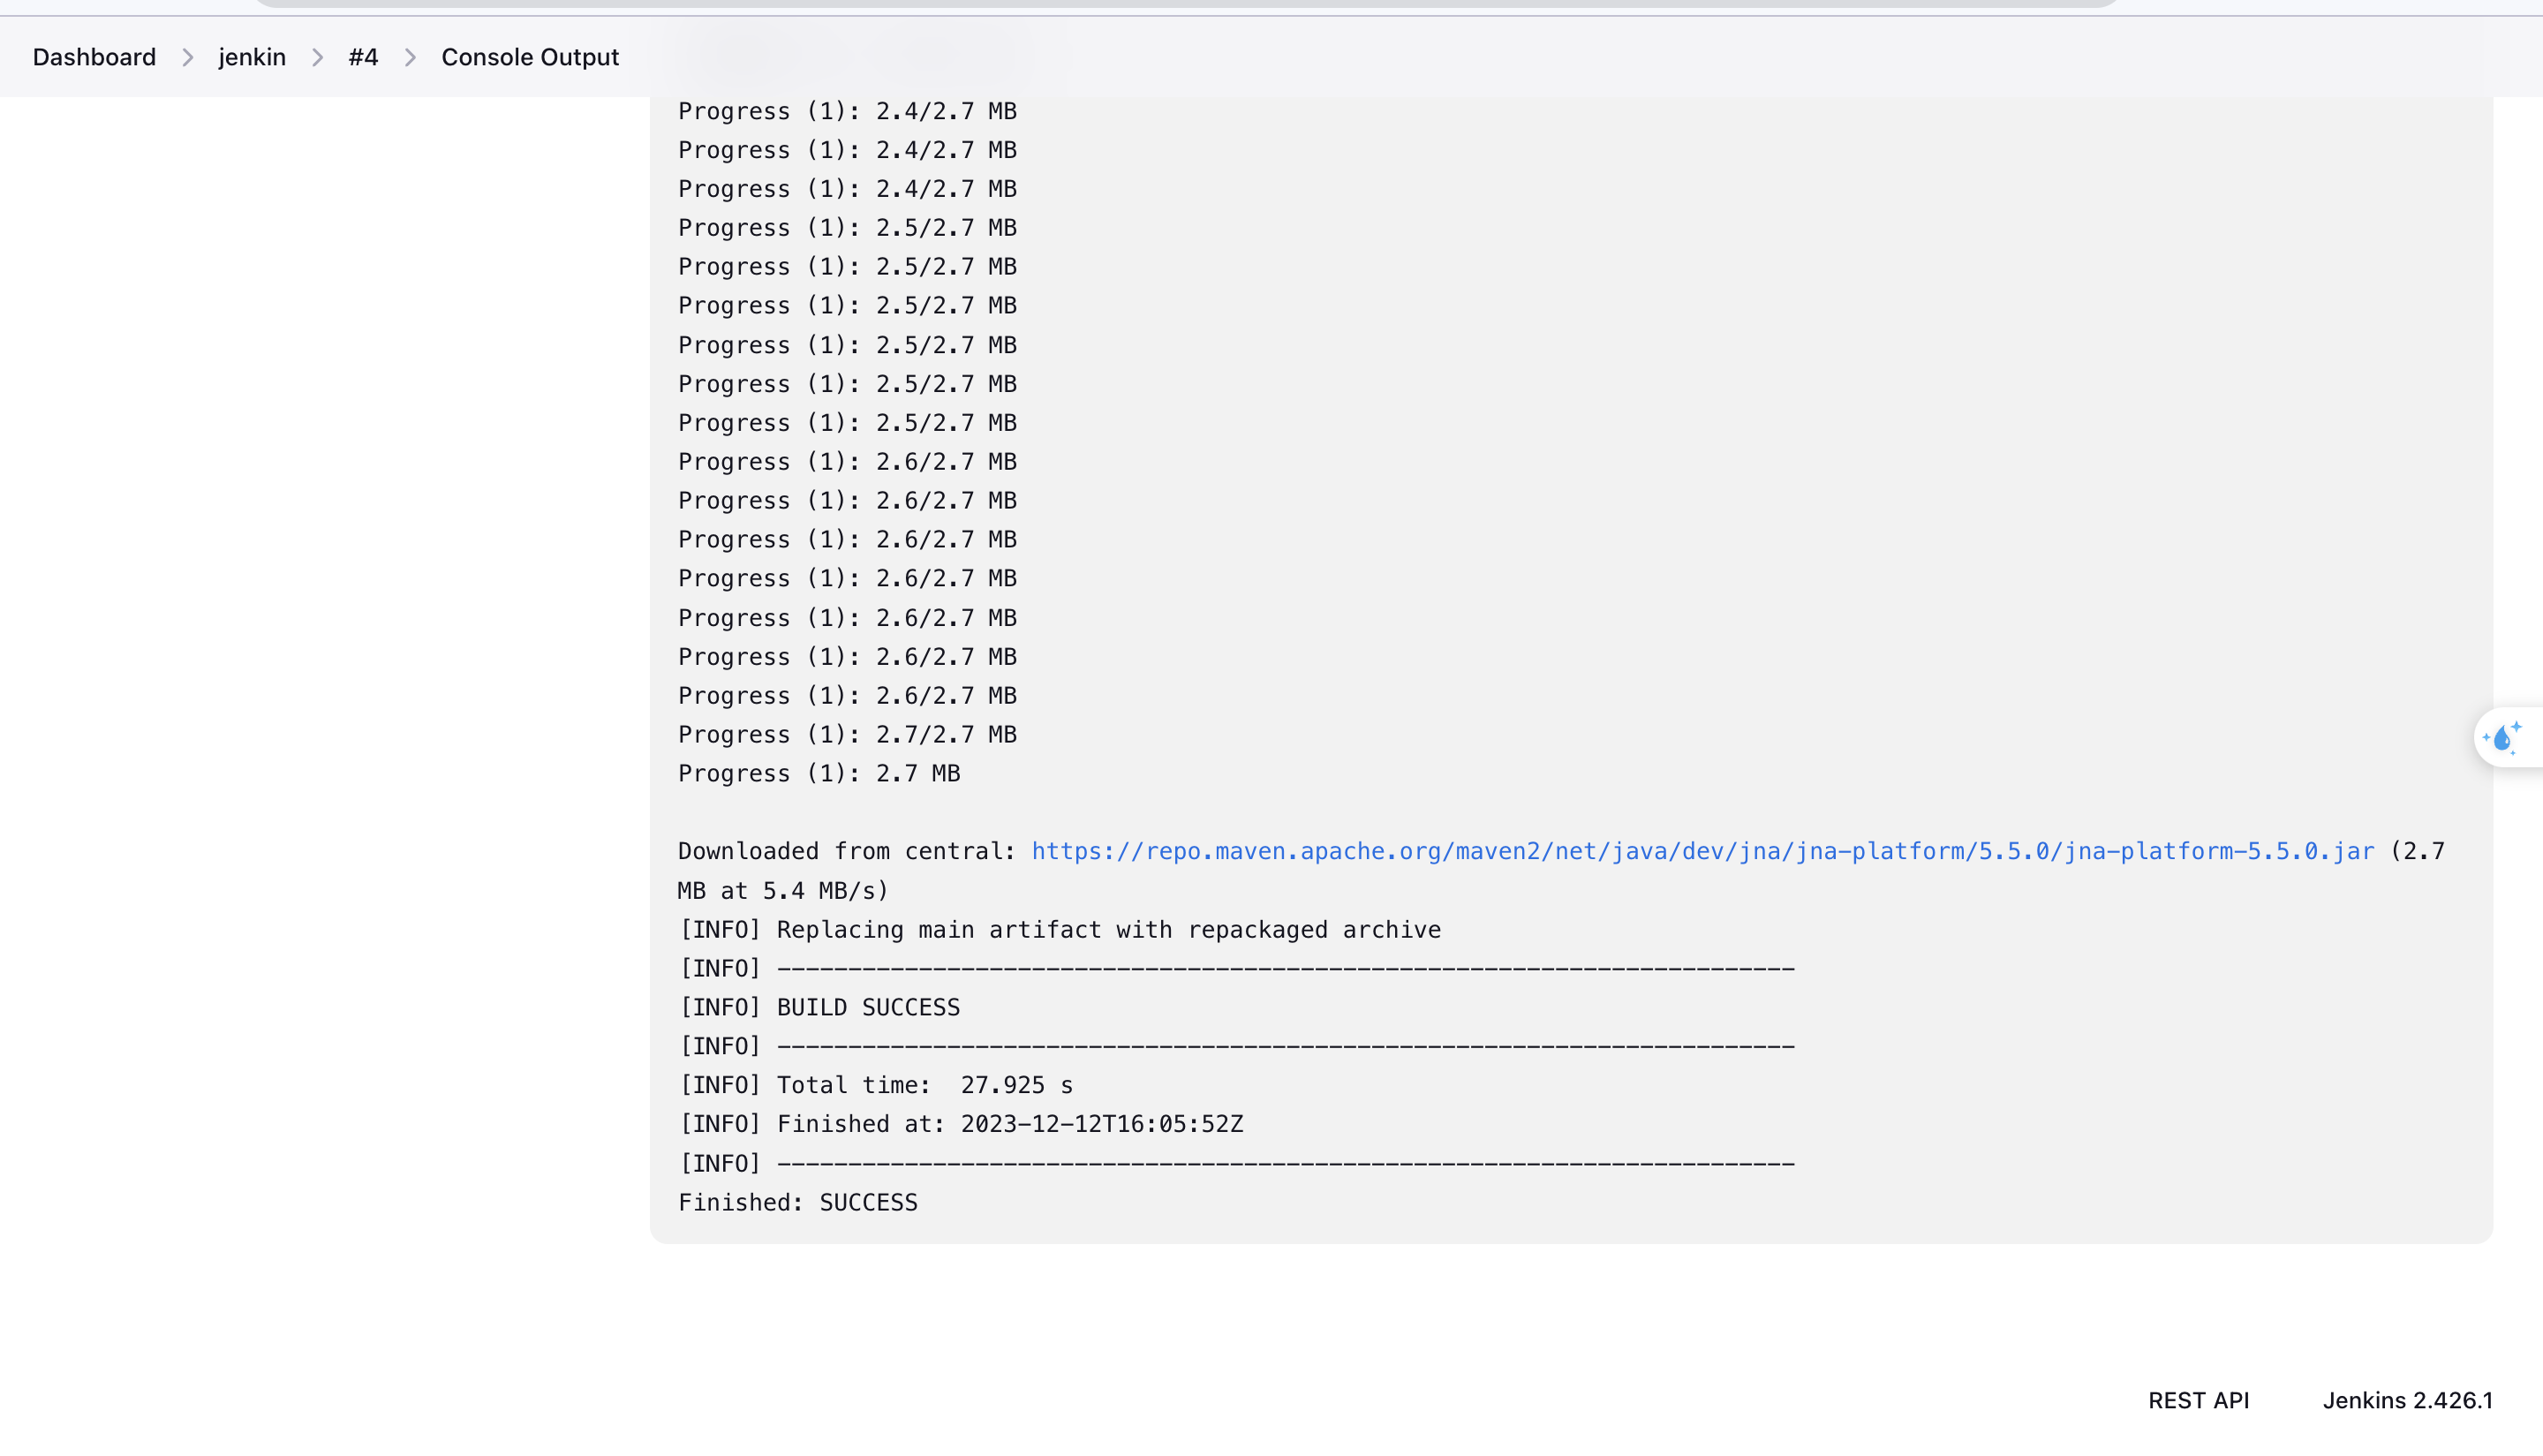 Dashboard > jenkin > #4 > Console Output
Progress (1): 2.4/2.7 MB
Progress (1): 2.4/2.7 MB
Progress (1): 2.4/2.7 MB
Progress (1): 2.5/2.7 MB
Progress (1): 2.5/2.7 MB
Progress (1): 2.5/2.7 MB
Progress (1): 2.5/2.7 MB
Progress (1): 2.5/2.7 MB
Progress (1): 2.5/2.7 MB
Progress (1): 2.6/2.7 MB
Progress (1): 2.6/2.7 MB
Progress (1): 2.6/2.7 MB
Progress (1): 2.6/2.7 MB
Progress (1): 2.6/2.7 MB
Progress (1): 2.6/2.7 MB
Progress (1): 2.6/2.7 MB
Progress (1): 2.7/2.7 MB
Progress (1): 2.7 MB
Downloaded from central: https://repo.maven.apache.org/maven2/net/java/dev/jna/jna-platform/5.5.0/jna-platform-5.5.0.jar (2.7
MB at 5.4 MB/s)
[INFO] Replacing main artifact with repackaged archive
[INFO] ------------------------------------------------------------------------
[INFO] BUILD SUCCESS
[INFO] ------------------------------------------------------------------------
[INFO] Total time:  27.925 s
[INFO] Finished at: 2023-12-12T16:05:52Z
[INFO] ------------------------------------------------------------------------
Finished: SUCCESS
REST API Jenkins 2.426.1